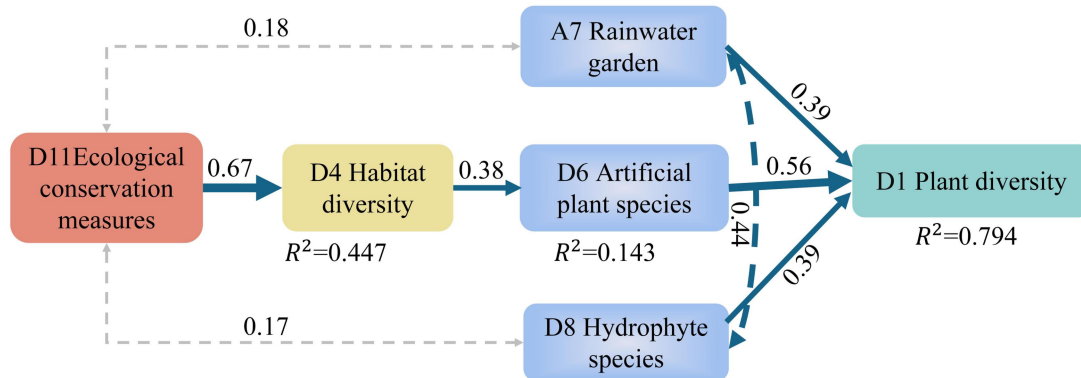 0.18
A7 Rainwater
garden
0.39
D11Ecological
conservation
measures
0.67
D4 Habitat
diversity
R²=0.447
0.38
D6 Artificial
plant species
R²=0.143
0.56
0.44
D1 Plant diversity
R²=0.794
0.39
0.17
D8 Hydrophyte
species